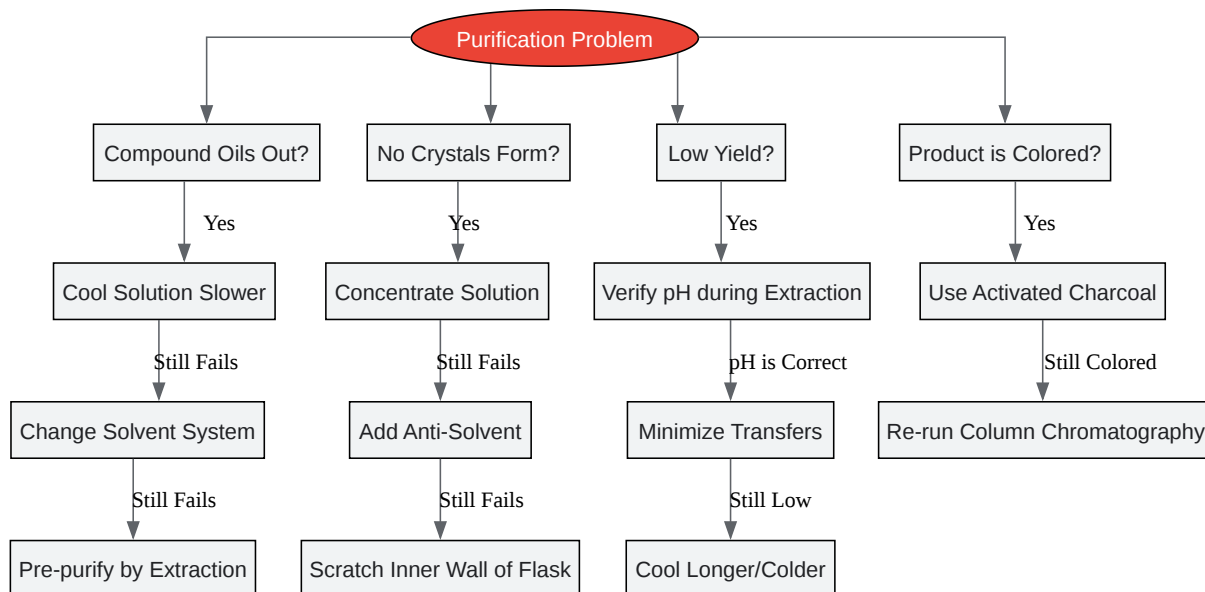 Purification Problem
Compound Oils Out?
No Crystals Form?
Low Yield?
Product is Colored?
Yes
Yes
Yes
Yes
Cool Solution Slower
Concentrate Solution
Verify pH during Extraction
Use Activated Charcoal
Still Fails
Still Fails
pH is Correct
Still Colored
Change Solvent System
Add Anti-Solvent
Minimize Transfers
Re-run Column Chromatography
Still Fails
Still Fails
Still Low
Pre-purify by Extraction
Scratch Inner Wall of Flask
Cool Longer/Colder